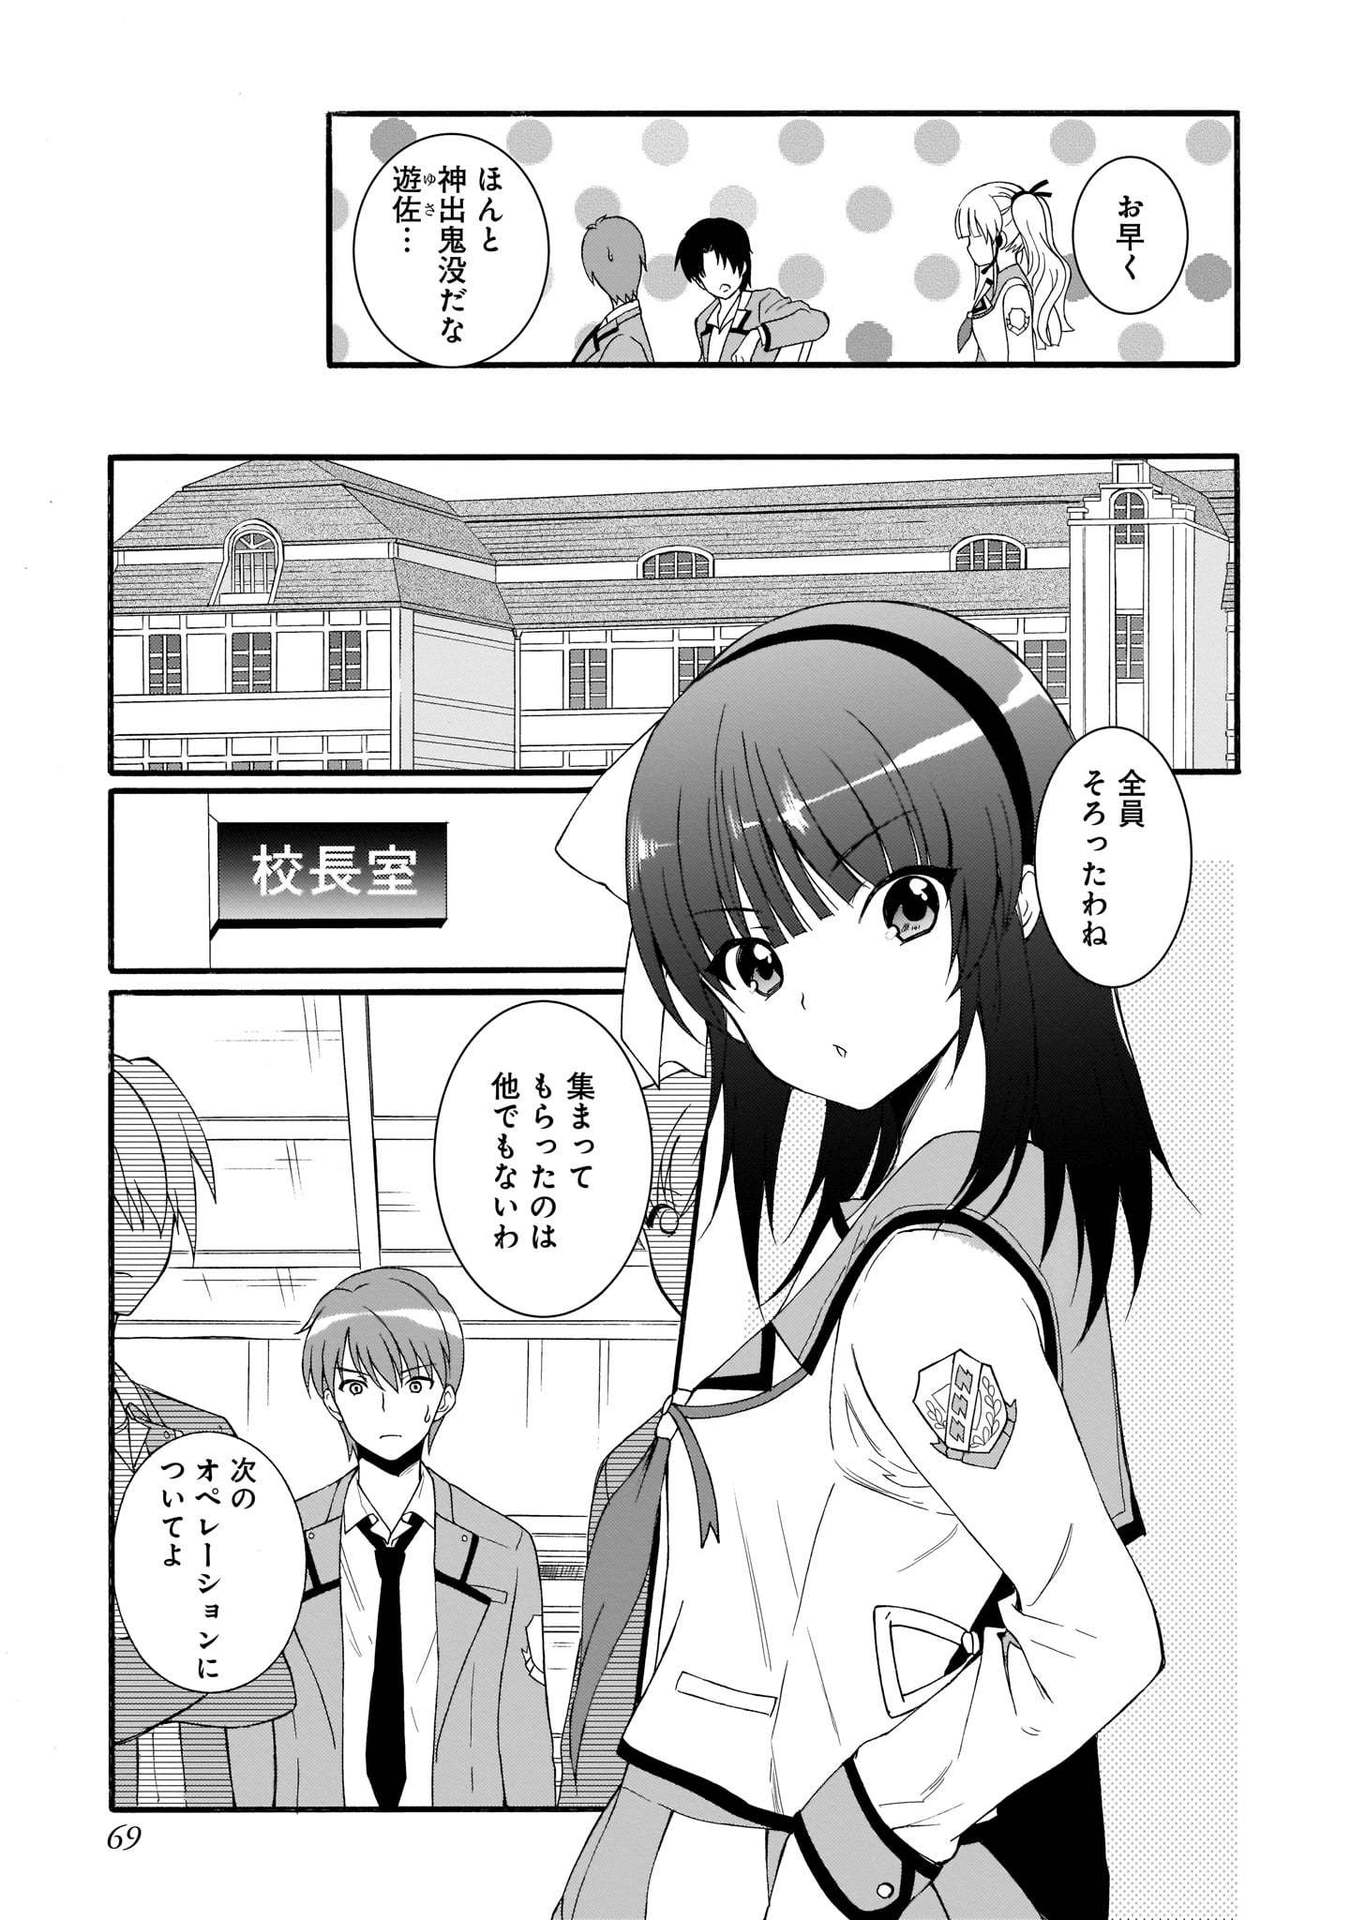 お早く
ほんと
神出鬼没だな
遊佐…
ゆさ
校長室
全員
そろったわね
集まって
もらったのは
他でもないわ
次の
オペレーションに
ついてよ
69